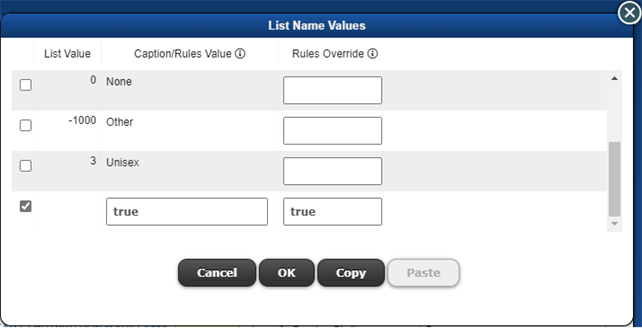 List Name Values
List Value Caption/Rules Value Rules Override
0 None
-1000 Other
3 Unisex
true true
Cancel OK Copy Paste